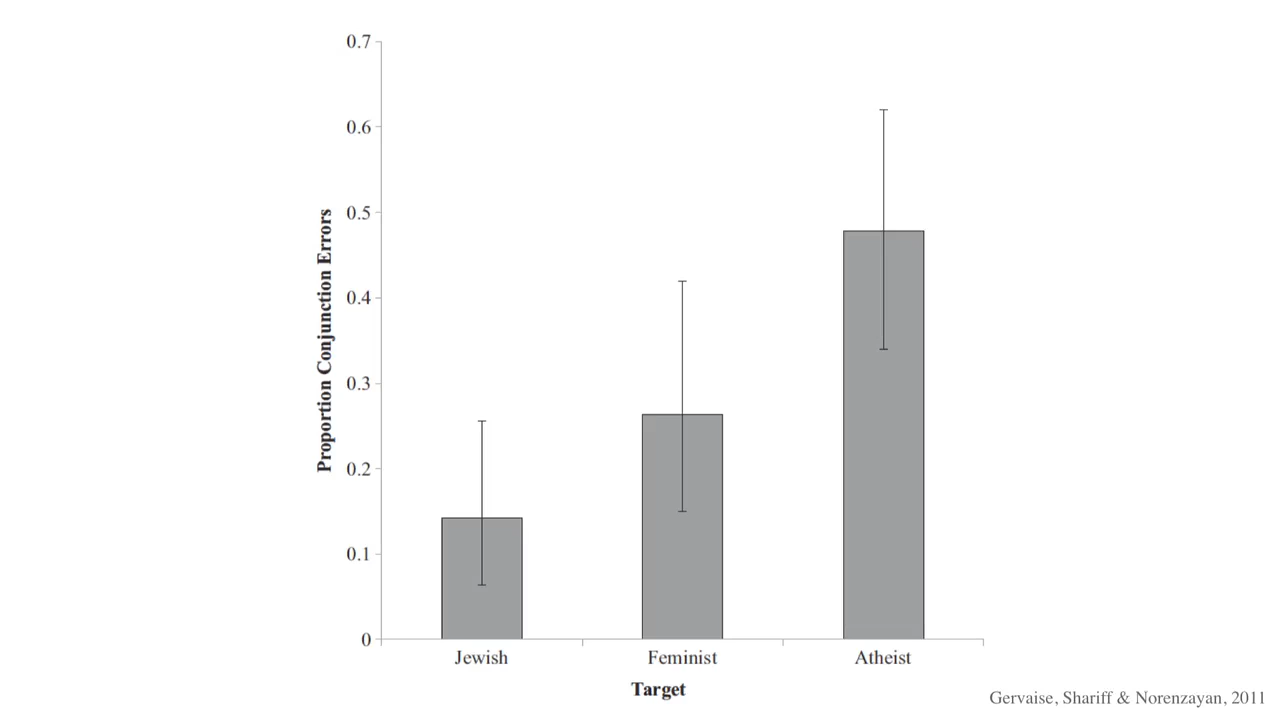 0.7
0.6
0.5
0.4
0.3
0.2
0.1
0
Proportion Conjunction Errors
Jewish
Feminist
Atheist
Target
Gervaise, Shariff & Norenzayan, 2011